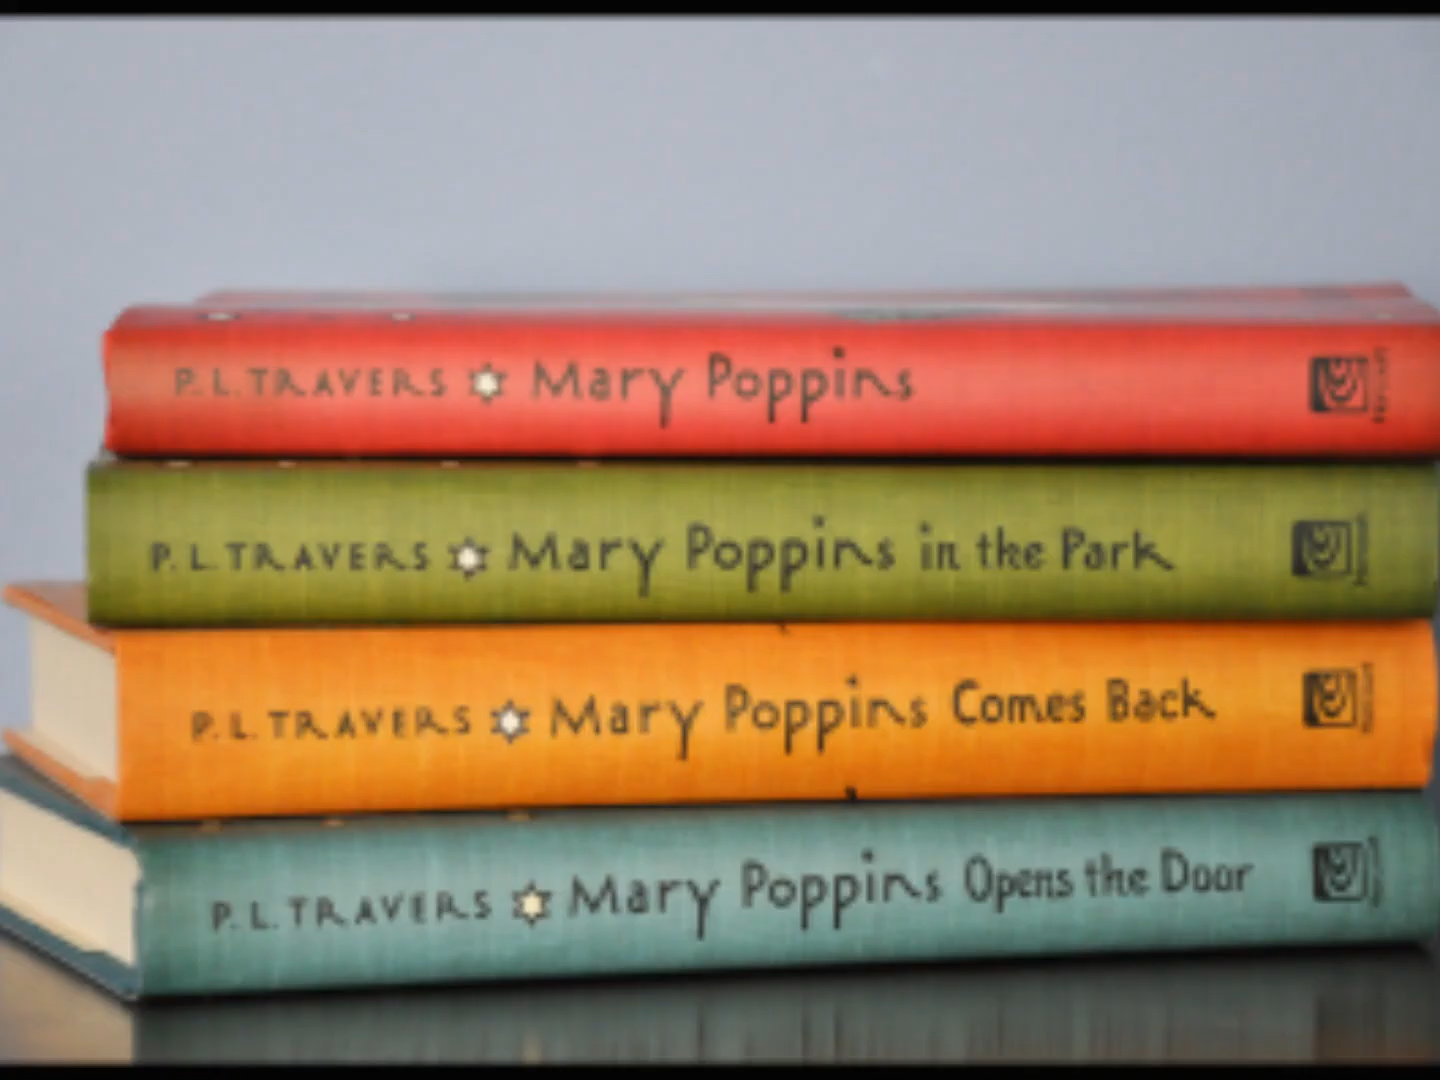 P. L. TRAVERS Mary Poppins
P. L. TRAVERS Mary Poppins in the Park
P. L. TRAVERS Mary Poppins Comes Back
P. L. TRAVERS Mary Poppins Opens the Door